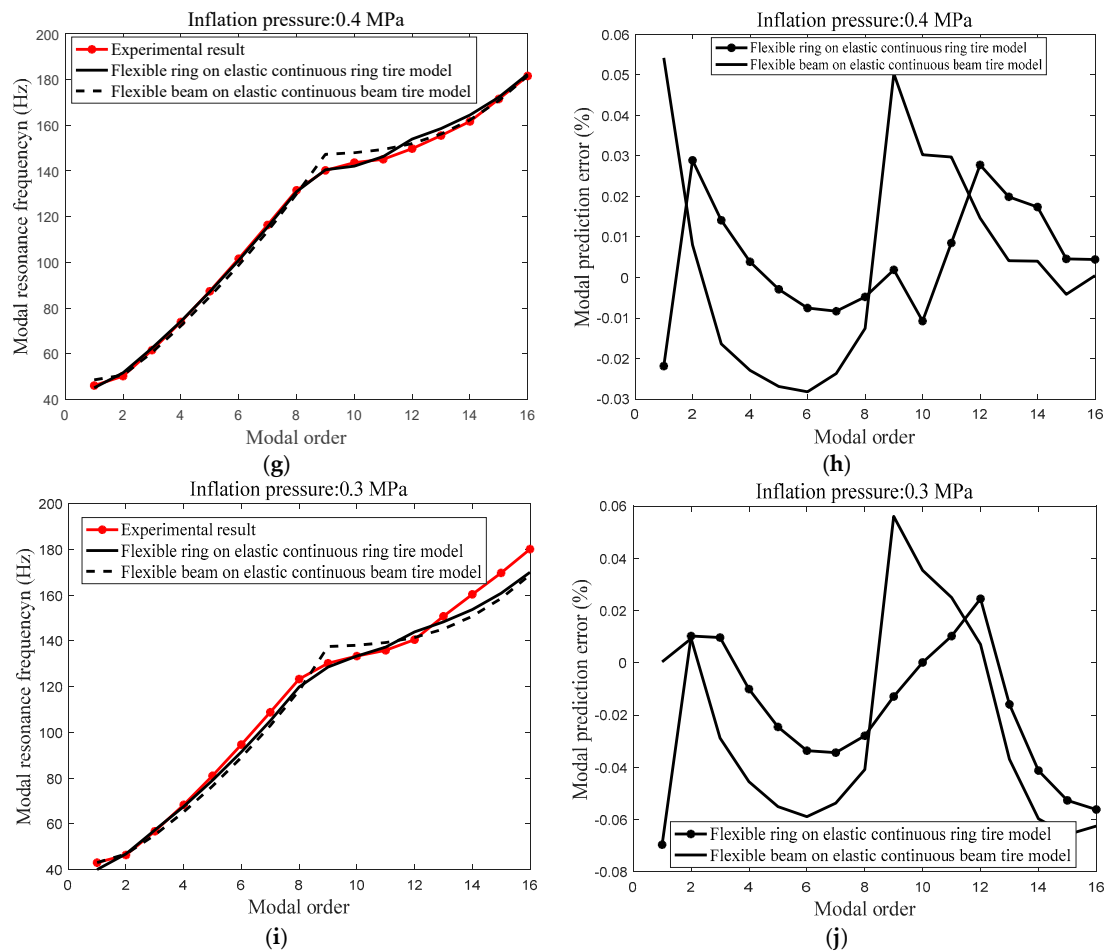 Inflation pressure:0.4 MPa
Modal resonance frequencyn (Hz)
200
180
160
140
120
100
80
60
40
Experimental result
Flexible ring on elastic continuous ring tire model
Flexible beam on elastic continuous beam tire model
0 2 4 6 8 10 12 14 16
Modal order
(g)
Inflation pressure:0.4 MPa
Modal prediction error (%)
0.06
0.05
0.04
0.03
0.02
0.01
0
-0.01
-0.02
-0.03
Flexible ring on elastic continuous ring tire model
Flexible beam on elastic continuous beam tire model
0 2 4 6 8 10 12 14 16
Modal order
(h)
Inflation pressure:0.3 MPa
Modal resonance frequencyn (Hz)
200
180
160
140
120
100
80
60
40
Experimental result
Flexible ring on elastic continuous ring tire model
Flexible beam on elastic continuous beam tire model
0 2 4 6 8 10 12 14 16
Modal order
(i)
Inflation pressure:0.3 MPa
Modal prediction error (%)
0.06
0.04
0.02
0
-0.02
-0.04
-0.06
-0.08
Flexible ring on elastic continuous ring tire model
Flexible beam on elastic continuous beam tire model
0 2 4 6 8 10 12 14 16
Modal order
(j)